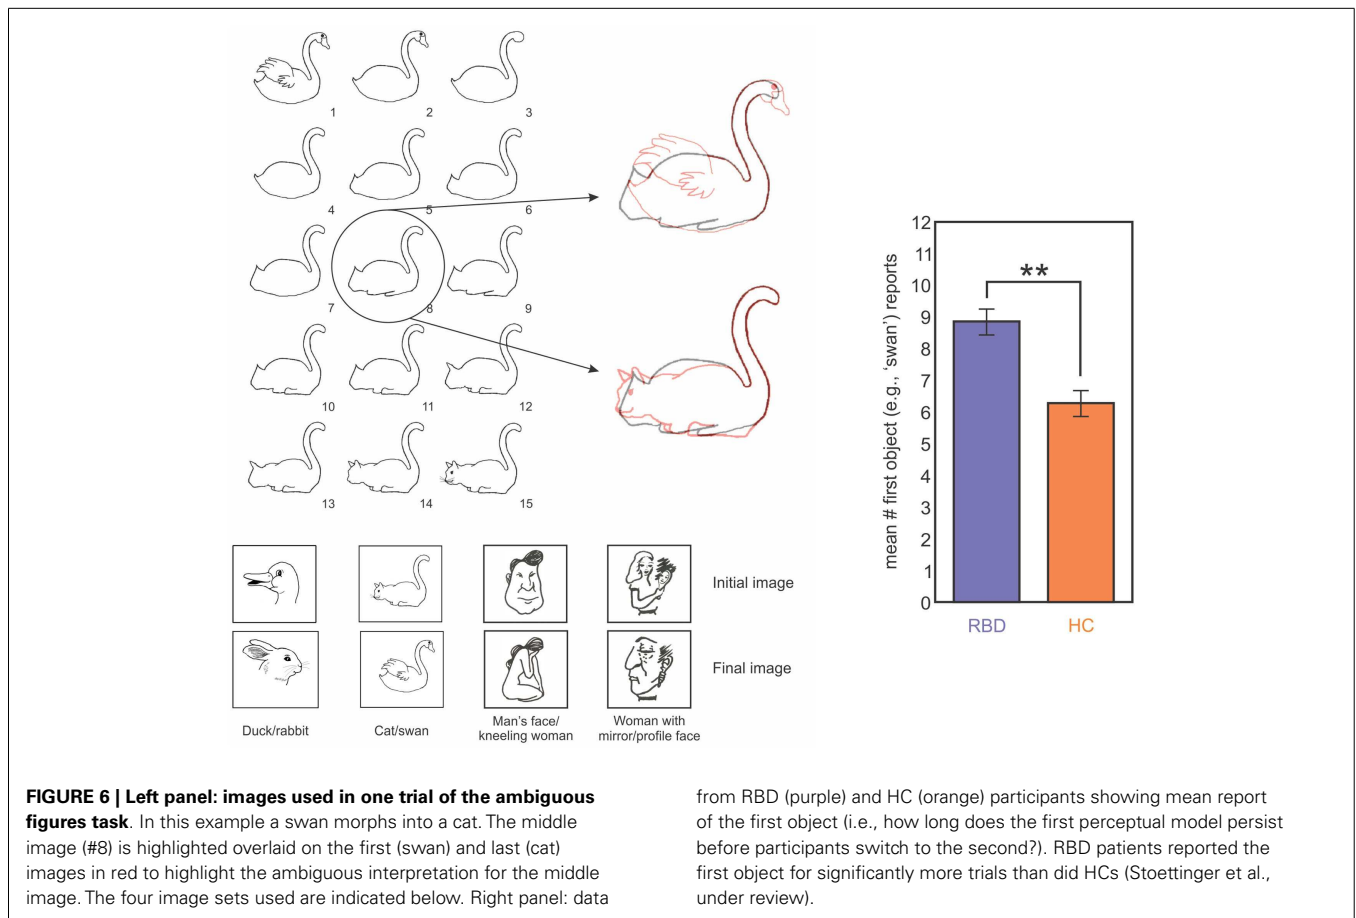 1
2
3
4
5
6
7
8
9
10
11
12
13
14
15
Initial image
Final image
Duck/rabbit
Cat/swan
Man's face/
kneeling woman
Woman with
mirror/profile face
mean # first object (e.g., 'swan') reports
12
11
10
9
8
7
6
5
4
3
2
1
0
**
RBD
HC
FIGURE 6 | Left panel: images used in one trial of the ambiguous
figures task. In this example a swan morphs into a cat. The middle
image (#8) is highlighted overlaid on the first (swan) and last (cat)
images in red to highlight the ambiguous interpretation for the middle
image. The four image sets used are indicated below. Right panel: data
from RBD (purple) and HC (orange) participants showing mean report
of the first object (i.e., how long does the first perceptual model persist
before participants switch to the second?). RBD patients reported the
first object for significantly more trials than did HCs (Stoettinger et al.,
under review).